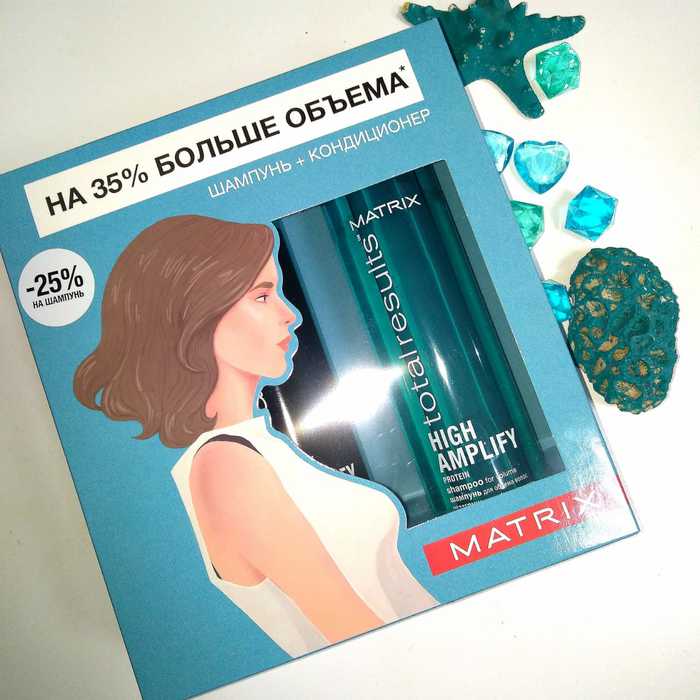 НА 35% БОЛЬШЕ ОБЪЕМА*
ШАМПУНЬ + КОНДИЦИОНЕР
-25%
НА ШАМПУНЬ
MATRIX
totalresults™
HIGH
AMPLIFY
PROTEIN
shampoo for volume
шампунь для объема волос
MATRIX